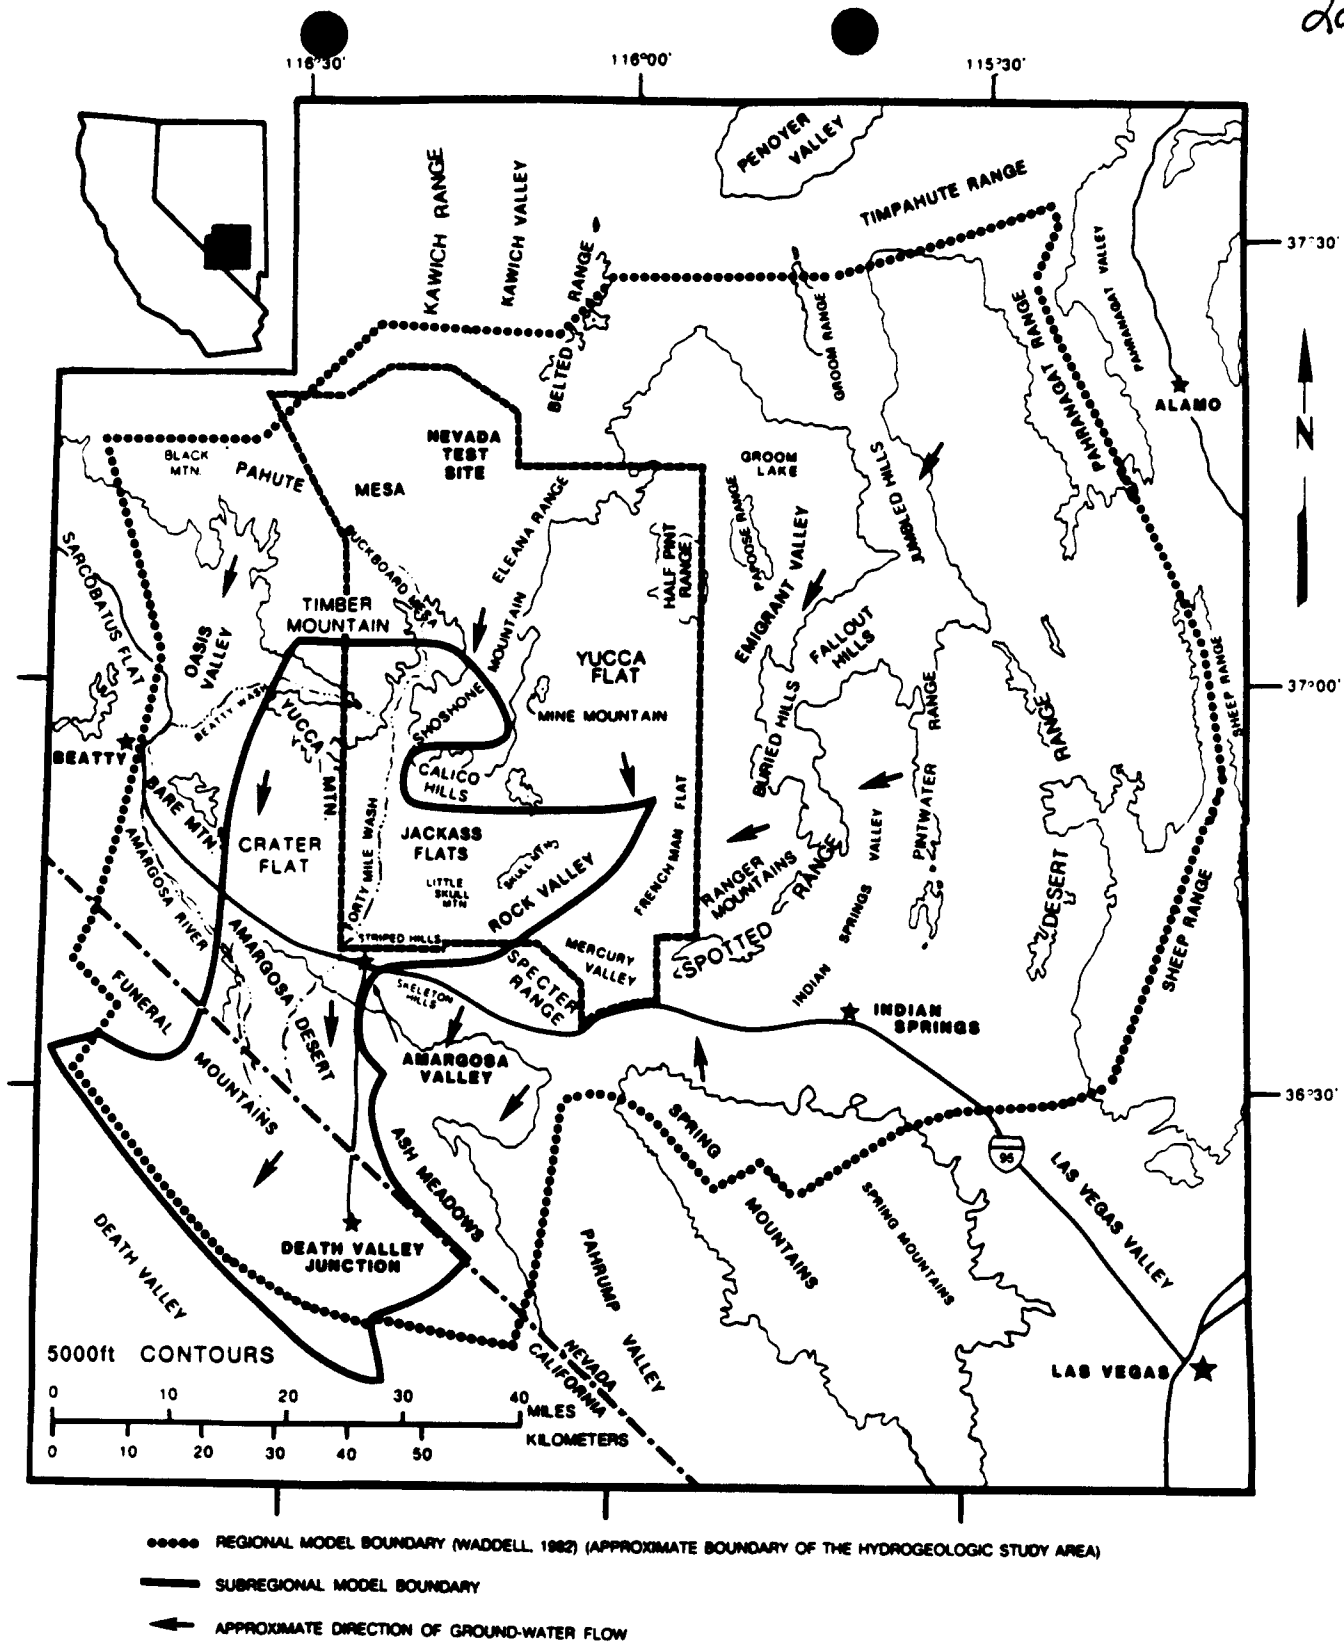 116°30'
116°00'
115°30'
PENOYER
VALLEY
KAWICH RANGE
KAWICH VALLEY
BELTED RANGE
TIMPAHUTE RANGE
37°30'
GROOM RANGE
PAHRANAGAT RANGE
PAHRANAGAT VALLEY
PAHRANAGAT RANGE
ALAMO
N
BLACK
MTN.
PAHUTE
MESA
NEVADA
TEST
SITE
GROOM
LAKE
JUMBLED HILLS
SARCOBATUS FLAT
BUCKBOARD MESA
ELEANA RANGE
HALF PINT
RANGE)
PAPOOSE RANGE
EMIGRANT VALLEY
TIMBER
MOUNTAIN
OASIS
VALLEY
SHOSHONE MOUNTAIN
YUCCA
FLAT
FALLOUT
HILLS
SHEEP RANGE
37°00'
BEATTY WASH
YUCCA MTN.
MINE MOUNTAIN
BURIED HILLS
PINTWATER RANGE
DESERT RANGE
BEATTY
BARE MTN.
CALICO
HILLS
CRATER
FLAT
FORTY MILE WASH
JACKASS
FLATS
LITTLE
SKULL
MTN
SKULL MTN
ROCK VALLEY
FRENCHMAN FLAT
RANGER
MOUNTAINS
SPOTTED RANGE
INDIAN SPRINGS VALLEY
SHEEP RANGE
AMARGOSA RIVER
STRIPED HILLS
MERCURY
VALLEY
SPECTER
RANGE
SKELETON
HILLS
AMARGOSA DESERT
INDIAN
SPRINGS
FUNERAL MOUNTAINS
AMARGOSA
VALLEY
36°30'
SPRING MOUNTAINS
95
ASH MEADOWS
LAS VEGAS VALLEY
SPRING MOUNTAINS
DEATH VALLEY
DEATH VALLEY
JUNCTION
PAHRUMP VALLEY
NEVADA
CALIFORNIA
LAS VEGAS
5000ft CONTOURS
0 10 20 30 40
MILES
KILOMETERS
0 10 20 30 40 50
REGIONAL MODEL BOUNDARY (WADDELL, 1982) (APPROXIMATE BOUNDARY OF THE HYDROGEOLOGIC STUDY AREA)
SUBREGIONAL MODEL BOUNDARY
APPROXIMATE DIRECTION OF GROUND-WATER FLOW